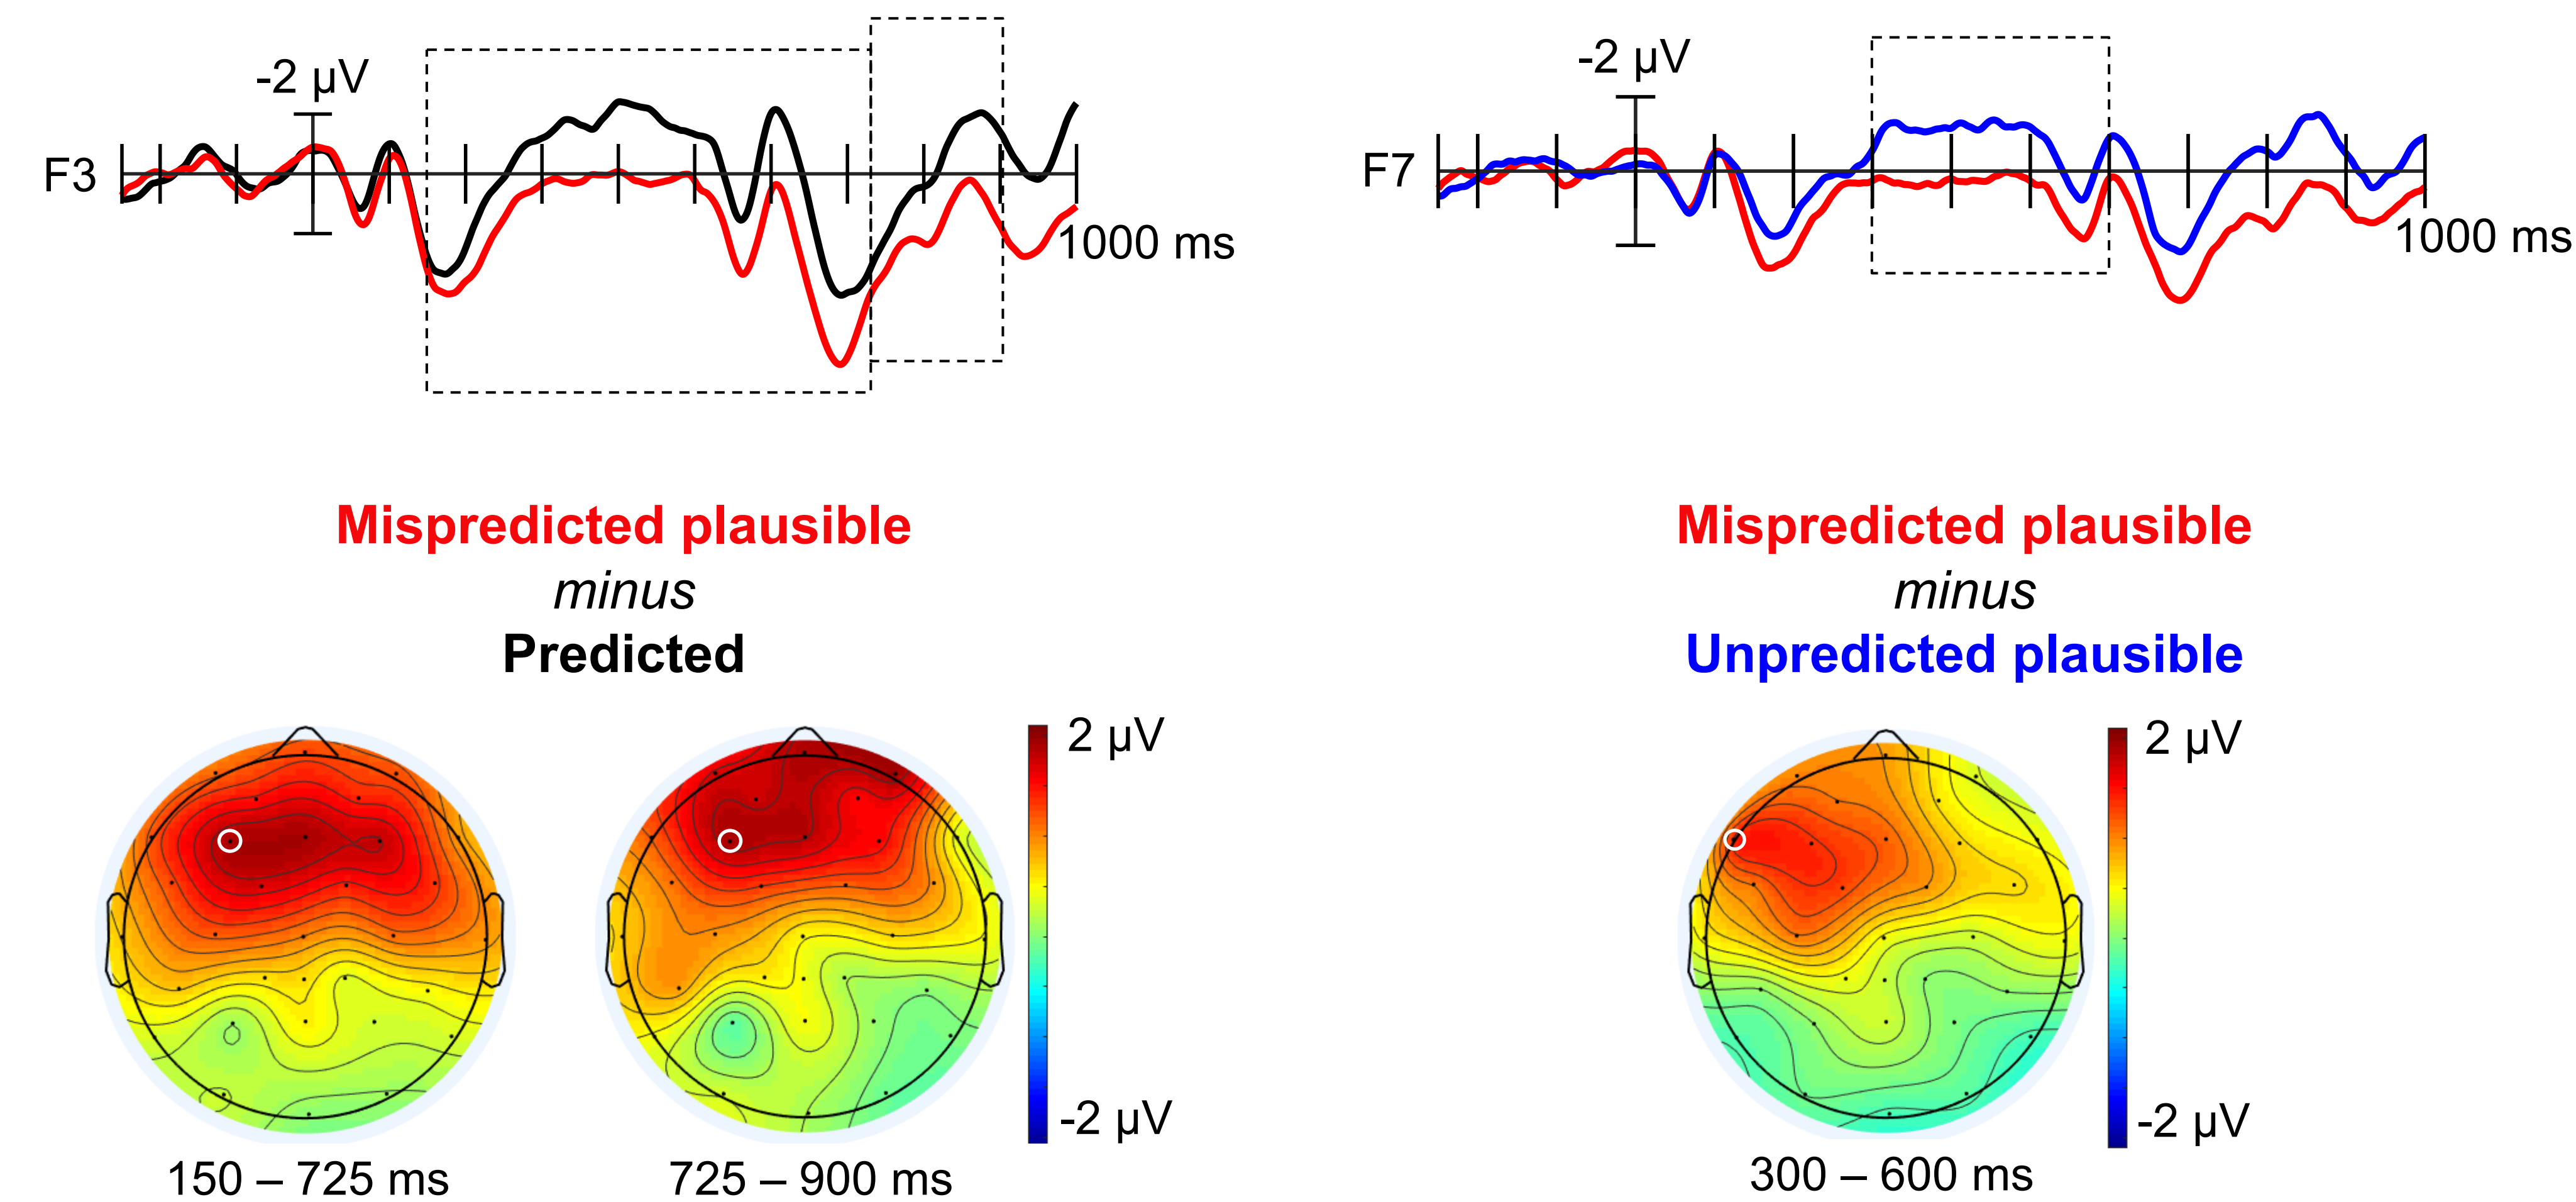 -2 µV
F3
1000 ms
-2 µV
F7
1000 ms
Mispredicted plausible
minus
Predicted
Mispredicted plausible
minus
Unpredicted plausible
2 µV
-2 µV
150 – 725 ms
725 – 900 ms
2 µV
-2 µV
300 – 600 ms